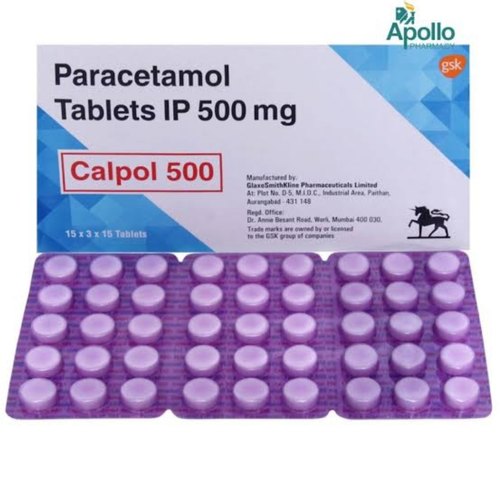 Apollo
PHARMACY
gsk
Paracetamol
Tablets IP 500 mg
Calpol 500
15 x 3 x 15 Tablets
Manufactured by:
GlaxoSmithKline Pharmaceuticals Limited
At: Plot No. D-5, M.I.D.C., Industrial Area, Paithan,
Aurangabad - 431 148
Regd. Office:
Dr. Annie Besant Road, Worli, Mumbai 400 030.
Trade marks are owned by or licensed
to the GSK group of companies